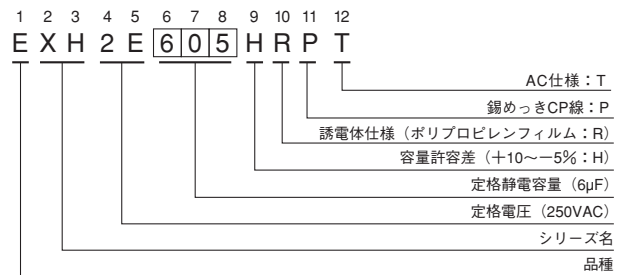 1 2 3 4 5 6 7 8 9 10 11 12
E X H 2 E 6 0 5 H R P T
AC仕様：T
錫めっきCP線：P
誘電体仕様（ポリプロピレンフィルム：R）
容量許容差（＋10～－5%：H）
定格静電容量（6μF）
定格電圧（250VAC）
シリーズ名
品種